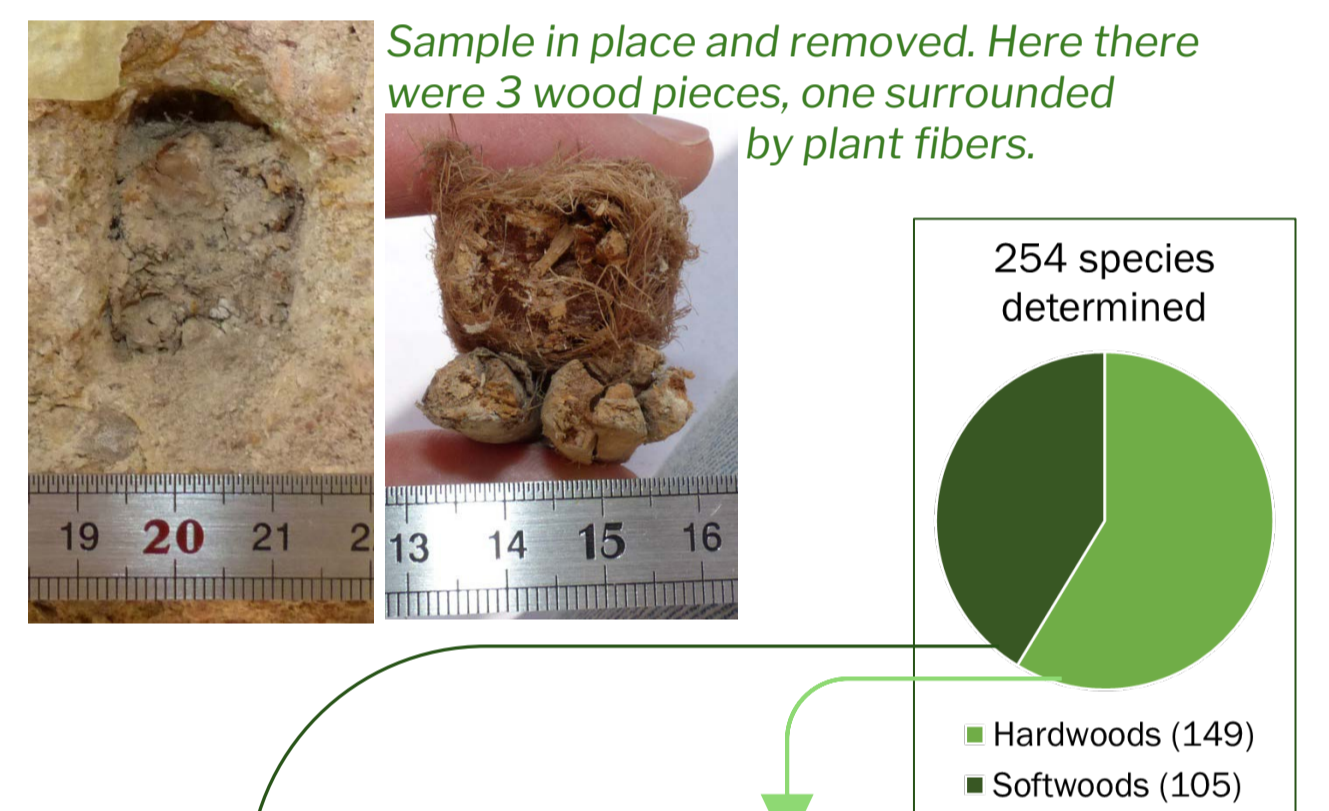 Sample in place and removed. Here there
were 3 wood pieces, one surrounded
by plant fibers.
19 20 21 2
13 14 15 16
254 species
determined
Hardwoods (149)
Softwoods (105)